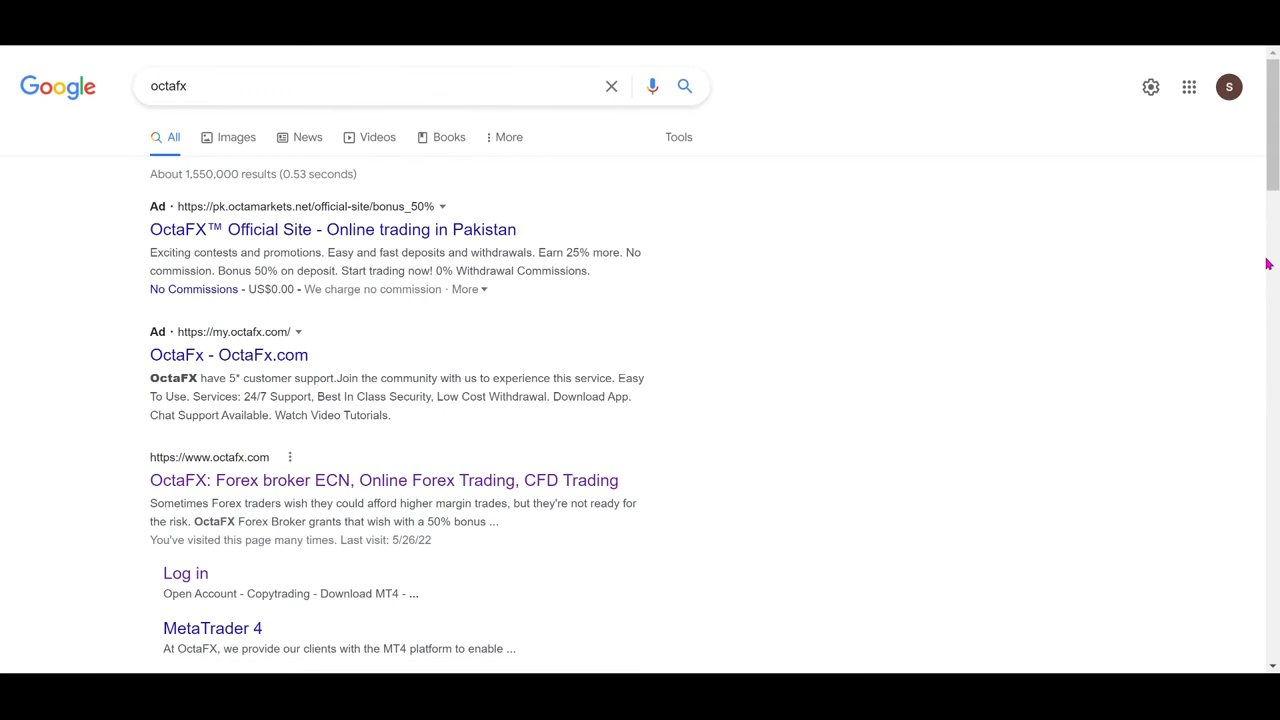 Google
octafx
S
All Images News Videos Books More Tools
About 1,550,000 results (0.53 seconds)
Ad · https://pk.octamarkets.net/official-site/bonus_50%
OctaFX™ Official Site - Online trading in Pakistan
Exciting contests and promotions. Easy and fast deposits and withdrawals. Earn 25% more. No
commission. Bonus 50% on deposit. Start trading now! 0% Withdrawal Commissions.
No Commissions - US$0.00 - We charge no commission · More
Ad · https://my.octafx.com/
OctaFx - OctaFx.com
OctaFX have 5* customer support.Join the community with us to experience this service. Easy
To Use. Services: 24/7 Support, Best In Class Security, Low Cost Withdrawal. Download App.
Chat Support Available. Watch Video Tutorials.
https://www.octafx.com
OctaFX: Forex broker ECN, Online Forex Trading, CFD Trading
Sometimes Forex traders wish they could afford higher margin trades, but they're not ready for
the risk. OctaFX Forex Broker grants that wish with a 50% bonus ...
You've visited this page many times. Last visit: 5/26/22
Log in
Open Account - Copytrading - Download MT4 - ...
MetaTrader 4
At OctaFX, we provide our clients with the MT4 platform to enable ...